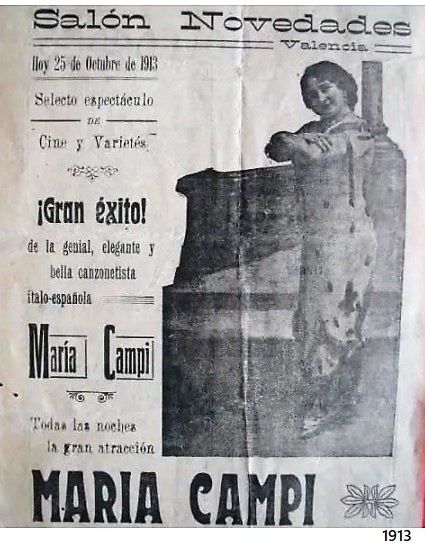 Salón Novedades
Valencia
Hoy 25 de Octubre de 1913
Selecto espectáculo
DE
Cine y Varietés
¡Gran éxito!
de la genial, elegante y
bella canzonetista
italo-española
María Campi
Todas las noches
la gran atracción
MARIA CAMPI
1913